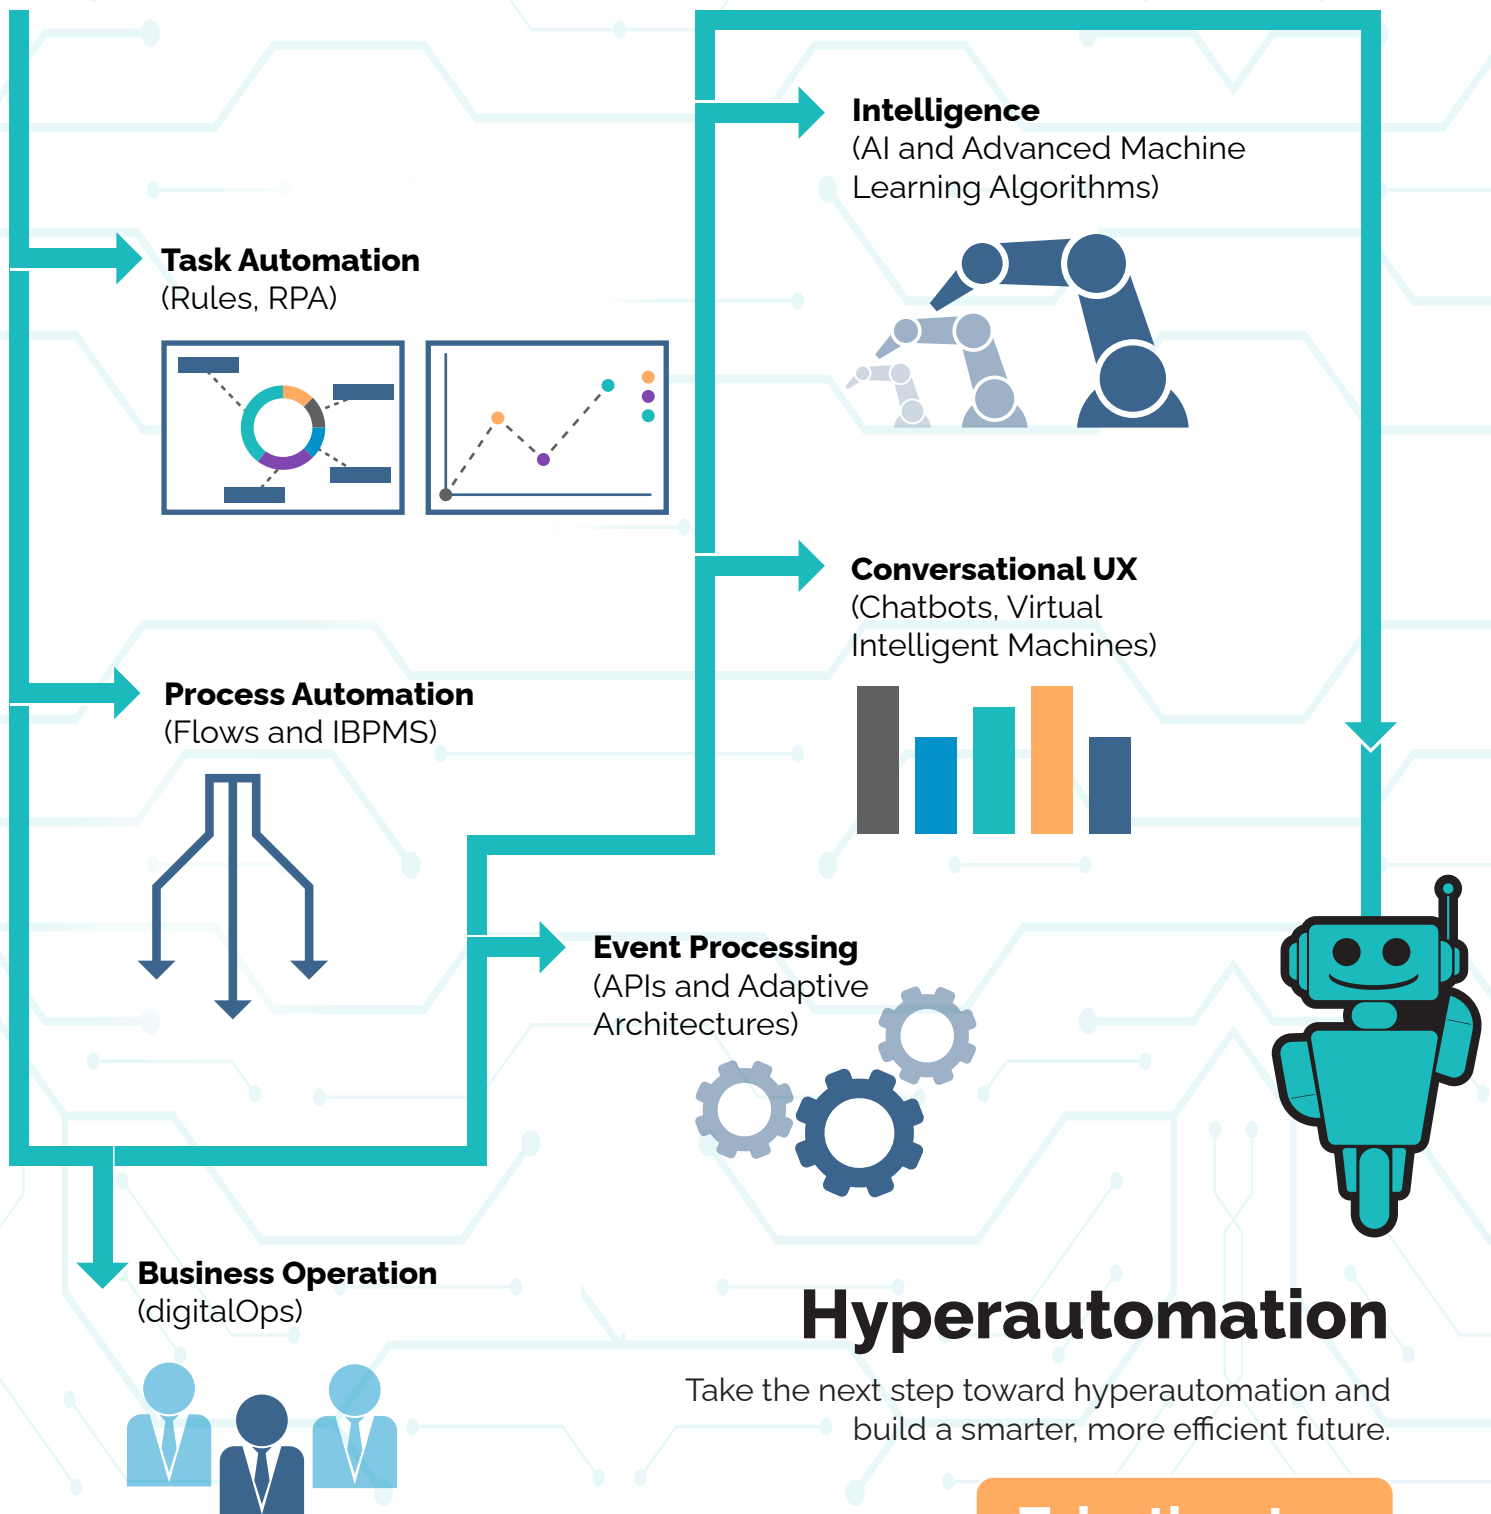 Task Automation
(Rules, RPA)
Process Automation
(Flows and IBPMS)
Business Operation
(digitalOps)
Event Processing
(APIs and Adaptive
Architectures)
Conversational UX
(Chatbots, Virtual
Intelligent Machines)
Intelligence
(AI and Advanced Machine
Learning Algorithms)
Hyperautomation
Take the next step toward hyperautomation and
build a smarter, more efficient future.